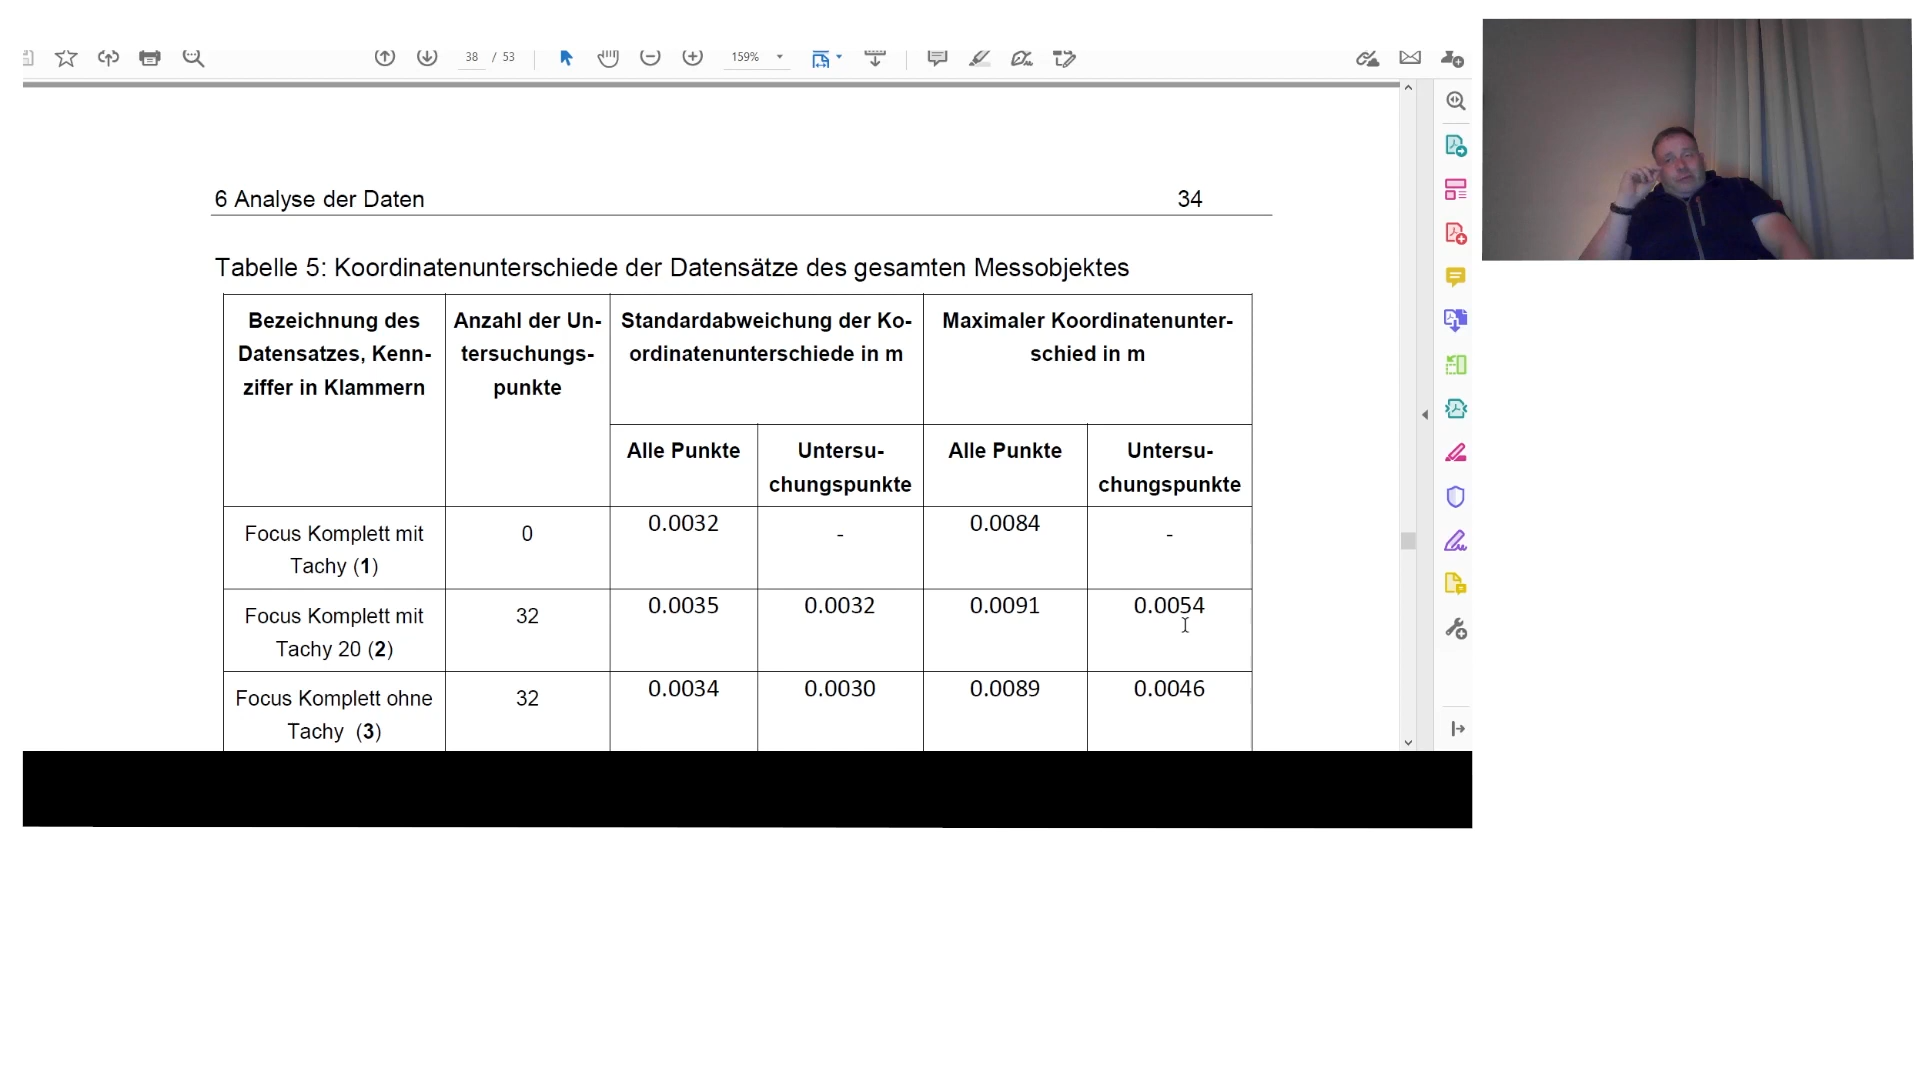 38 / 53 159%
6 Analyse der Daten 34
Tabelle 5: Koordinatenunterschiede der Datensätze des gesamten Messobjektes
Bezeichnung des Anzahl der Un- Standardabweichung der Ko- Maximaler Koordinatenunter-
Datensatzes, Kenn- tersuchungs- ordinatenunterschiede in m schied in m
ziffer in Klammern punkte
Alle Punkte Untersu- Alle Punkte Untersu-
chungspunkte chungspunkte
Focus Komplett mit 0 0.0032 - 0.0084 -
Tachy (1)
Focus Komplett mit 32 0.0035 0.0032 0.0091 0.0054
Tachy 20 (2)
Focus Komplett ohne 32 0.0034 0.0030 0.0089 0.0046
Tachy (3)